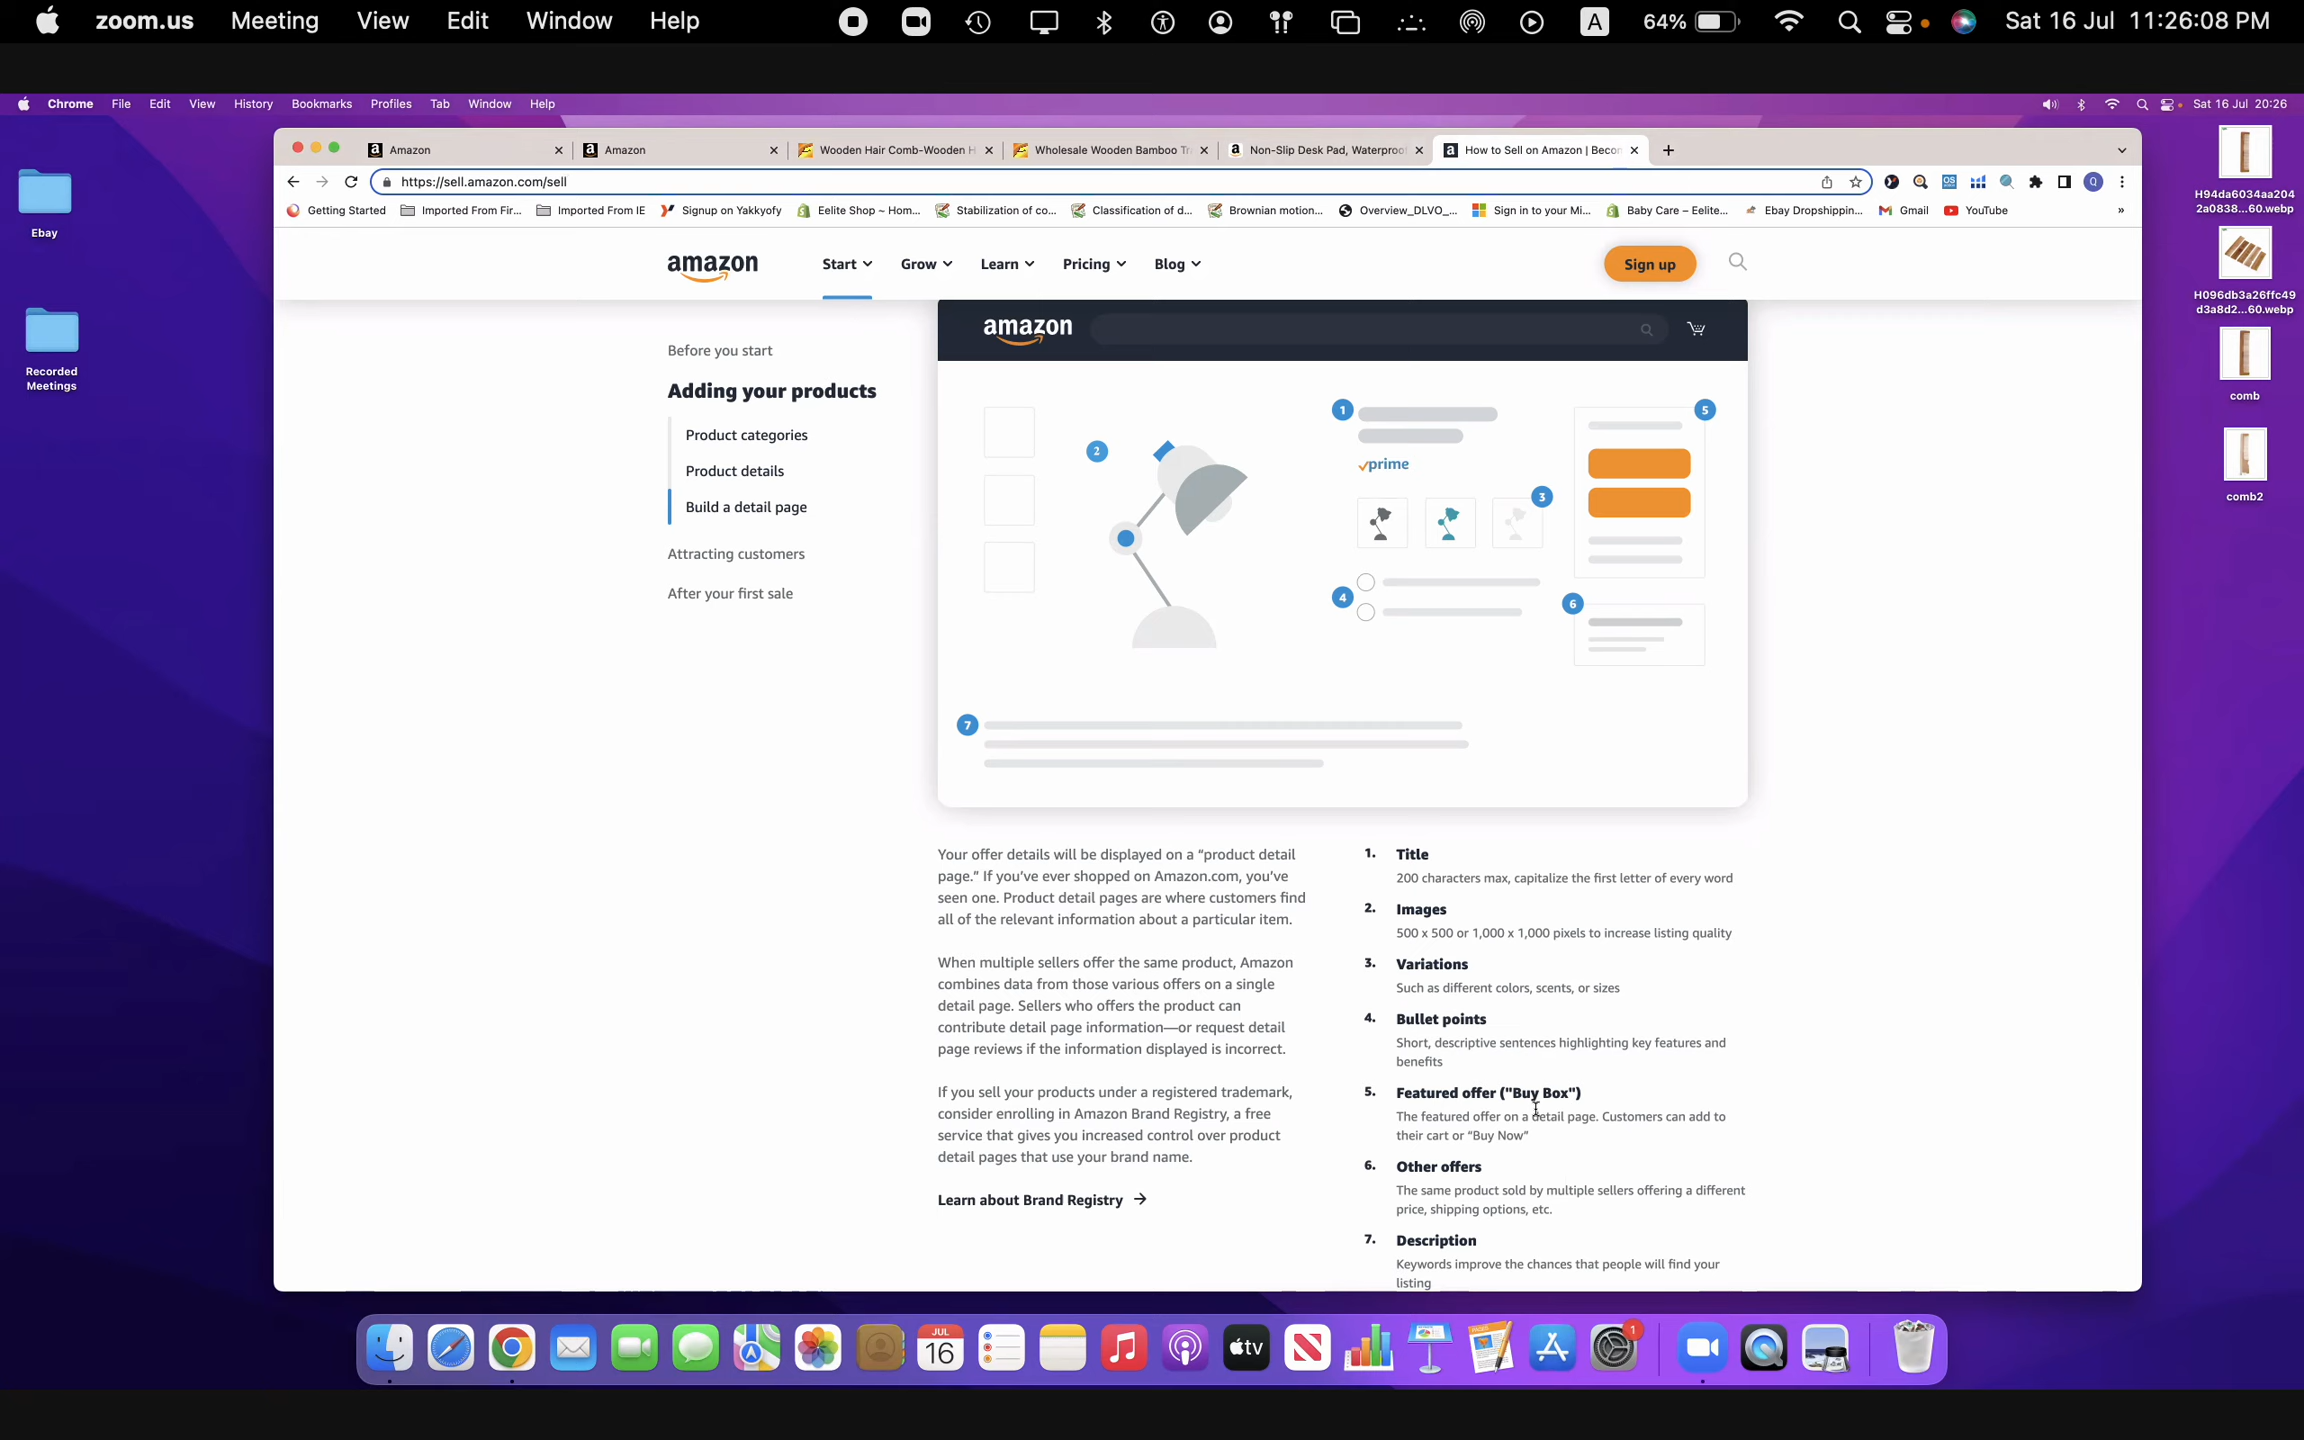 zoom.us Meeting View Edit Window Help A 64% Sat 16 Jul 11:26:08 PM
Chrome File Edit View History Bookmarks Profiles Tab Window Help Sat 16 Jul 20:26
Amazon Amazon Wooden Hair Comb-Wooden H Wholesale Wooden Bamboo Tr Non-Slip Desk Pad, Waterproof How to Sell on Amazon | Becom
https://sell.amazon.com/sell
Getting Started Imported From Fir... Imported From IE Signup on Yakkyofy Eelite Shop ~ Hom... Stabilization of co... Classification of d... Brownian motion... Overview_DLVO_... Sign in to your Mi... Baby Care – Eelite... Ebay Dropshippin... Gmail YouTube »
Ebay
Recorded
Meetings
H94da6034aa204
2a0838...60.webp
H096db3a26ffc49
d3a8d2...60.webp
comb
comb2
amazon Start Grow Learn Pricing Blog Sign up
Before you start
Adding your products
Product categories
Product details
Build a detail page
Attracting customers
After your first sale
amazon
1
2
prime
3
4
5
6
7
Your offer details will be displayed on a “product detail
page.” If you’ve ever shopped on Amazon.com, you’ve
seen one. Product detail pages are where customers find
all of the relevant information about a particular item.
When multiple sellers offer the same product, Amazon
combines data from those various offers on a single
detail page. Sellers who offers the product can
contribute detail page information—or request detail
page reviews if the information displayed is incorrect.
If you sell your products under a registered trademark,
consider enrolling in Amazon Brand Registry, a free
service that gives you increased control over product
detail pages that use your brand name.
Learn about Brand Registry →
1. Title
200 characters max, capitalize the first letter of every word
2. Images
500 x 500 or 1,000 x 1,000 pixels to increase listing quality
3. Variations
Such as different colors, scents, or sizes
4. Bullet points
Short, descriptive sentences highlighting key features and
benefits
5. Featured offer ("Buy Box")
The featured offer on a detail page. Customers can add to
their cart or “Buy Now”
6. Other offers
The same product sold by multiple sellers offering a different
price, shipping options, etc.
7. Description
Keywords improve the chances that people will find your
listing
JUL
16
tv
1